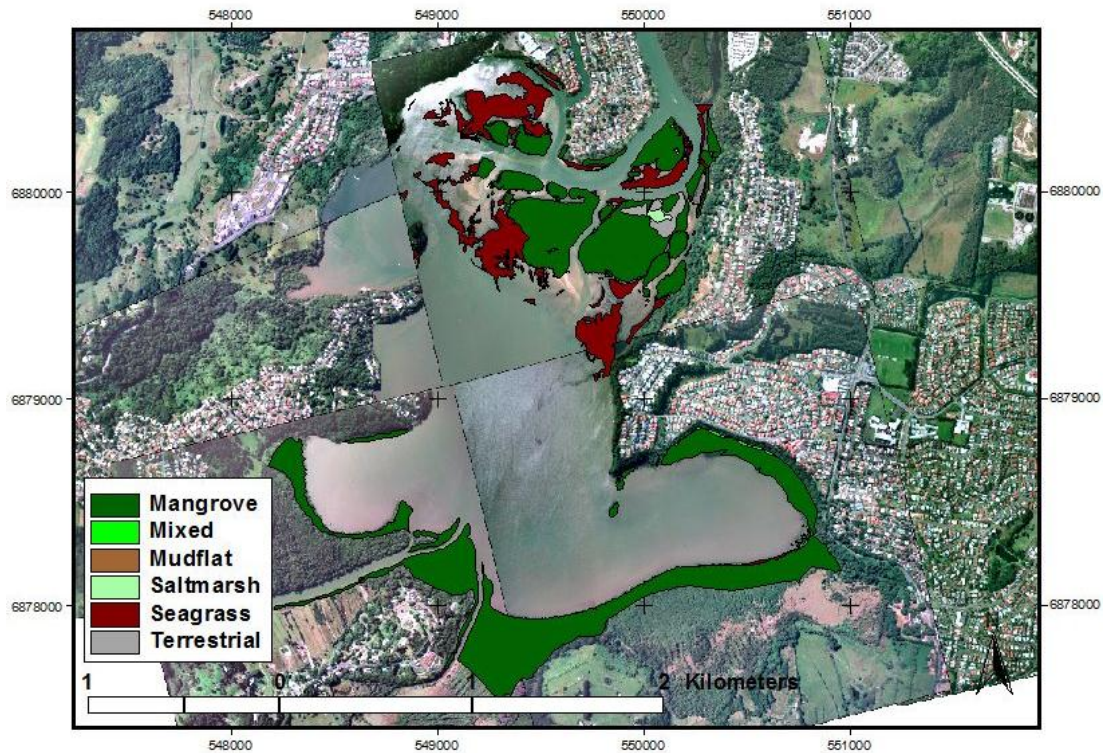 548000 549000 550000 551000
6880000 6880000
6879000 6879000
Mangrove
Mixed
Mudflat
Saltmarsh
Seagrass
Terrestrial
6878000 6878000
1 0 1 2 Kilometers
548000 549000 550000 551000